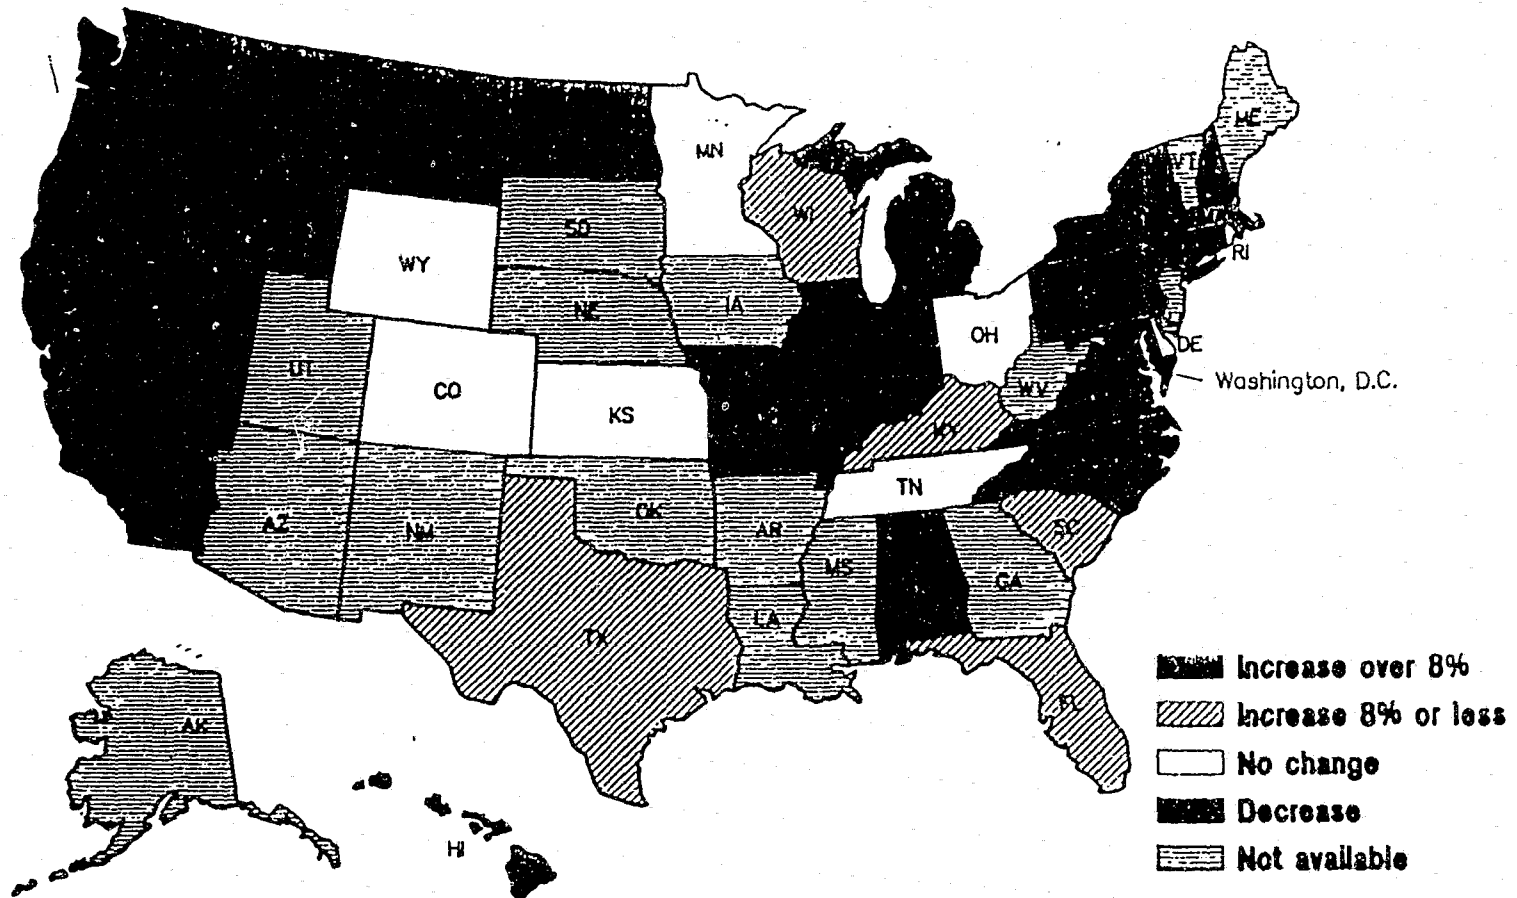 ME
MN
VT
WI
MA
SD
RI
WY
NE
IA
OH
DE
UT
Washington, D.C.
CO
WV
KS
KY
TN
OK
AZ
NM
AR
SC
MS
GA
LA
TX
Increase over 8%
FL
Increase 8% or less
AK
No change
Decrease
HI
Not available